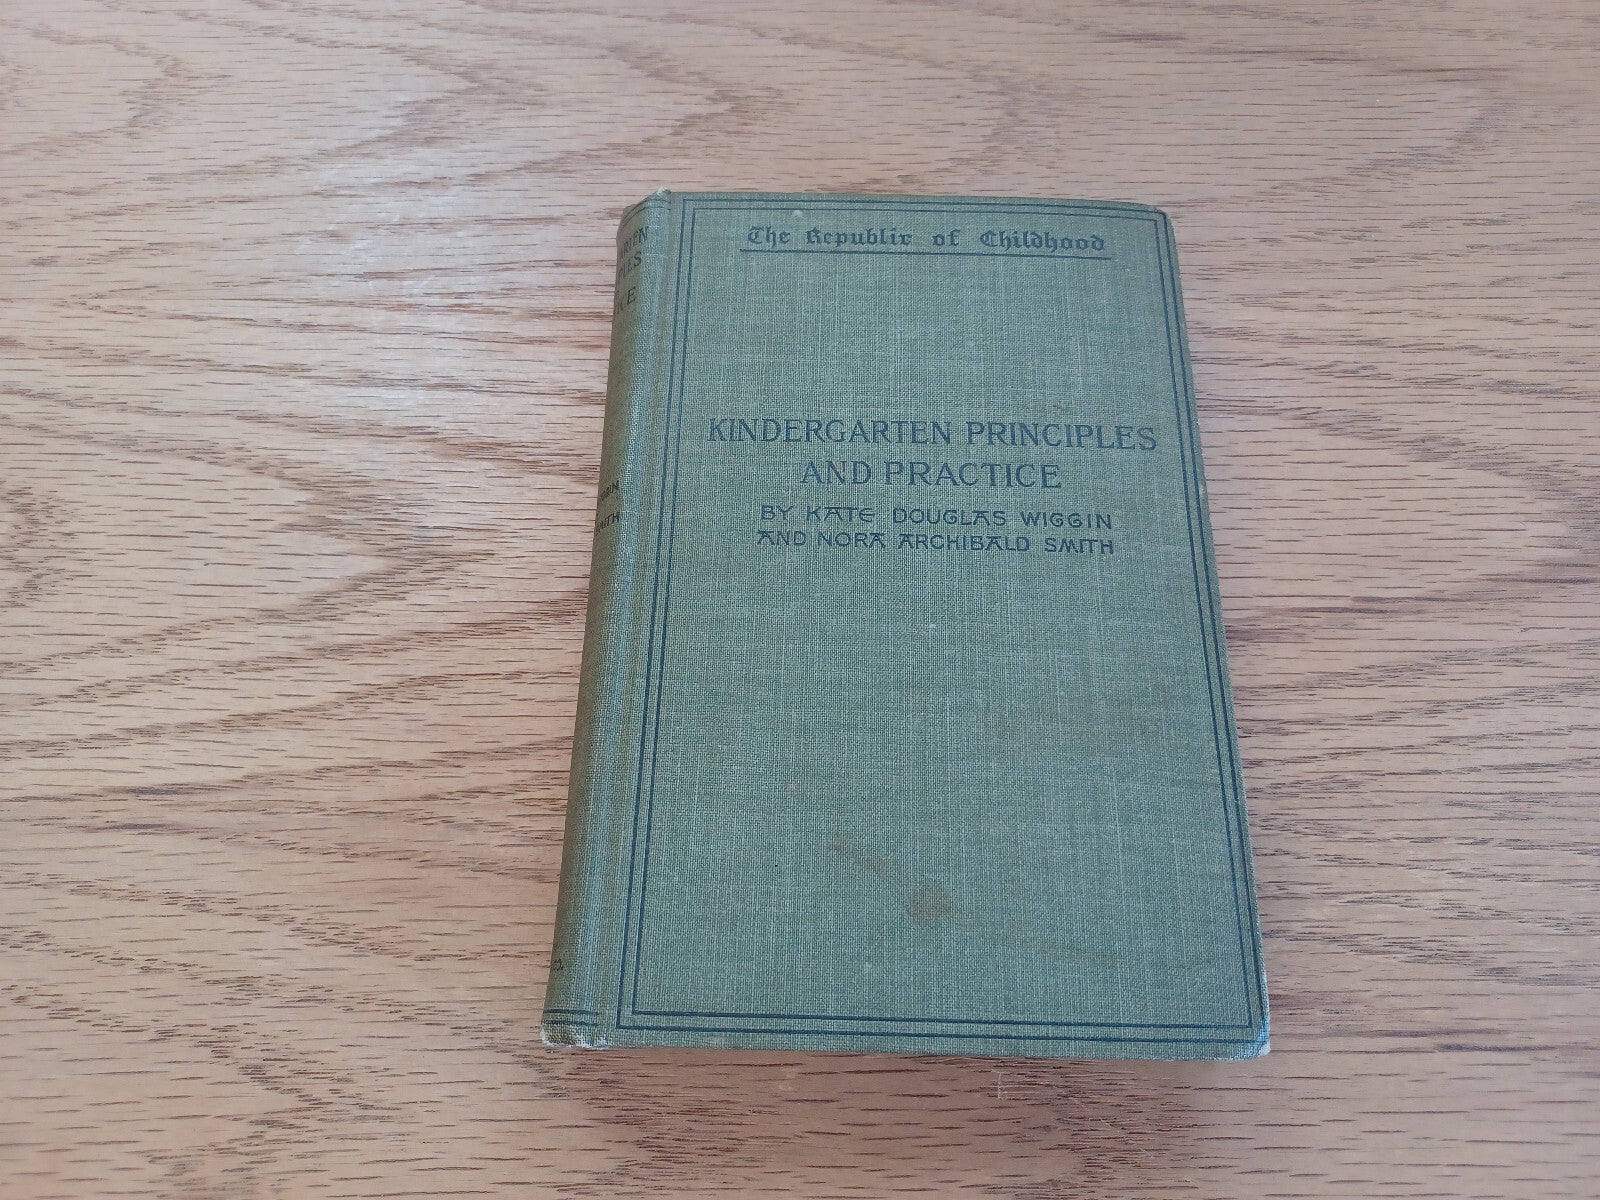 The Republic of Childhood
KINDERGARTEN PRINCIPLES
AND PRACTICE
BY KATE DOUGLAS WIGGIN
AND NORA ARCHIBALD SMITH